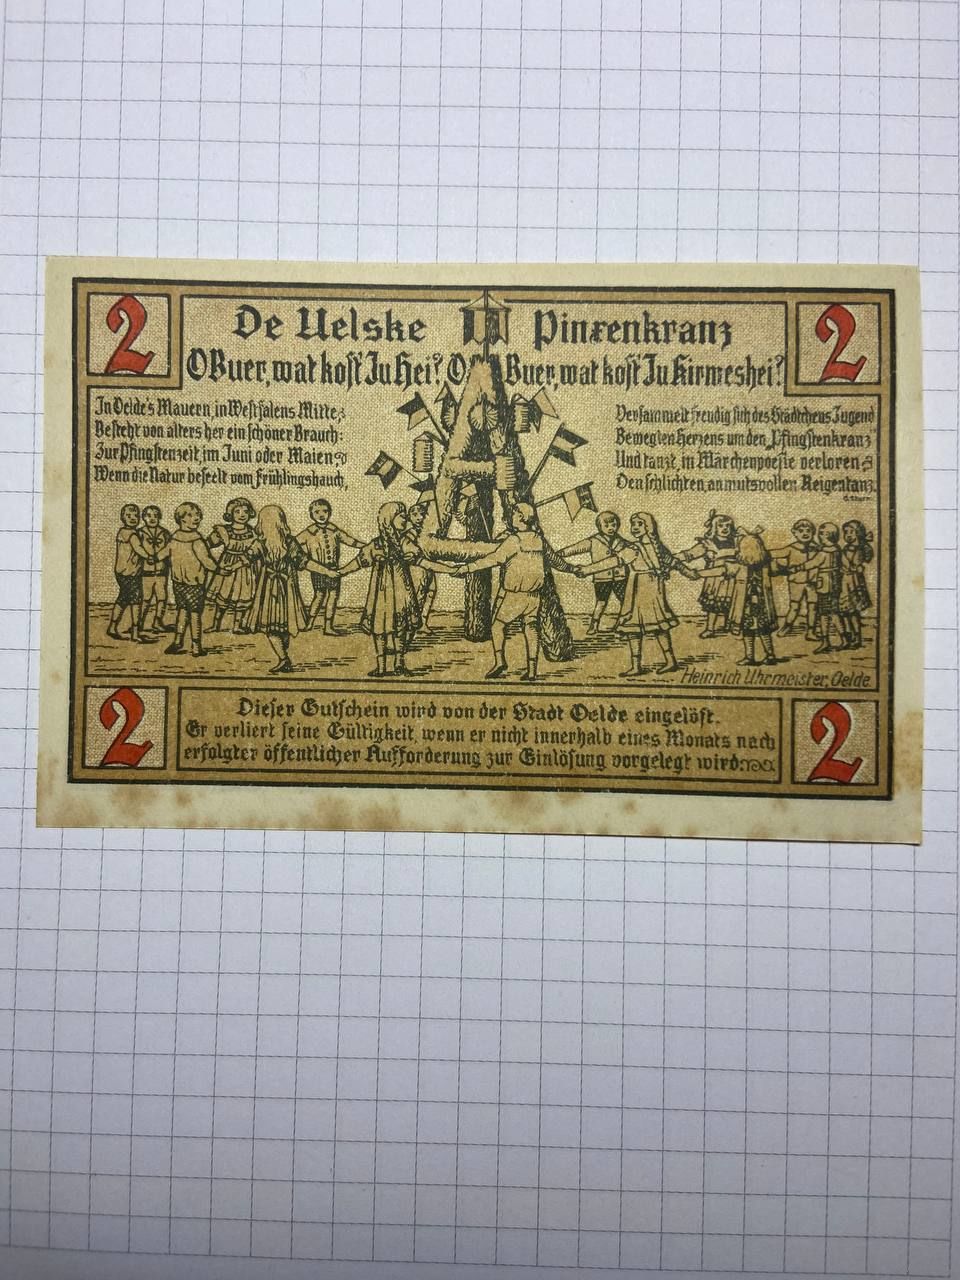 2
De Uelske Pinxenkranz
2
O Buer, wat kost' Ju Hei? O Buer, wat kost' Ju Kirmeshei?
In Oelde's Mauern, in Westfalens Mitte,
Besteht von alters her ein schöner Brauch:
Zur Pfingstenzeit, im Juni oder Maien
Wenn die Natur beseelt vom Frühlingshauch,
Versammelt freudig sich des Städtchens Jugend
Bewegten Herzens um den „Pfingstenkranz“
Und tanzt, in Märchenpoesie verloren
Den schlichten, anmutsvollen Reigentanz.
Heinrich Uhrmeister, Oelde.
2
Dieser Gutschein wird von der Stadt Oelde eingelöst.
Er verliert seine Gültigkeit, wenn er nicht innerhalb eines Monats nach
erfolgter öffentlicher Aufforderung zur Einlösung vorgelegt wird.
2